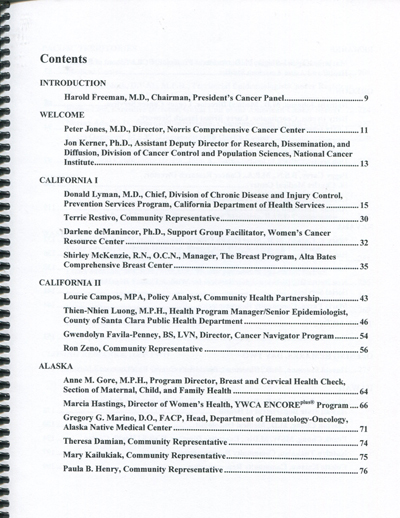 Contents
INTRODUCTION
Harold Freeman, M.D., Chairman, President's Cancer Panel.................................. 9
WELCOME
Peter Jones, M.D., Director, Norris Comprehensive Cancer Center ...................... 11
Jon Kerner, Ph.D., Assistant Deputy Director for Research, Dissemination, and
Diffusion, Division of Cancer Control and Population Sciences, National Cancer
Institute.................................................................. 13
CALIFORNIA I
Donald Lyman, M.D., Chief, Division of Chronic Disease and Injury Control,
Prevention Services Program, California Department of Health Services ............ 15
Terrie Restivo, Community Representative................................................ 30
Darlene deManincor, Ph.D., Support Group Facilitator, Women's Cancer
Resource Center ............................................................ 32
Shirley McKenzie, R.N., O.C.N., Manager, The Breast Program, Alta Bates
Comprehensive Breast Center............................................................ 35
CALIFORNIA II
Lourie Campos, MPA, Policy Analyst, Community Health Partnership................. 43
Thien-Nhien Luong, M.P.H., Health Program Manager/Senior Epidemiologist,
County of Santa Clara Public Health Department ........................................ 46
Gwendolyn Favila-Penney, BS, LVN, Director, Cancer Navigator Program............ 54
Ron Zeno, Community Representative ...................................................... 56
ALASKA
Anne M. Gore, M.P.H., Program Director, Breast and Cervical Health Check,
Section of Maternal, Child, and Family Health ............................................ 64
Marcia Hastings, Director of Women's Health, YWCA ENCOREplus® Program .... 66
Gregory G. Marino, D.O., FACP, Head, Department of Hematology-Oncology,
Alaska Native Medical Center ............................................................ 71
Theresa Damian, Community Representative ................................................ 74
Mary Kailukiak, Community Representative................................................ 75
Paula B. Henry, Community Representative ................................................ 76